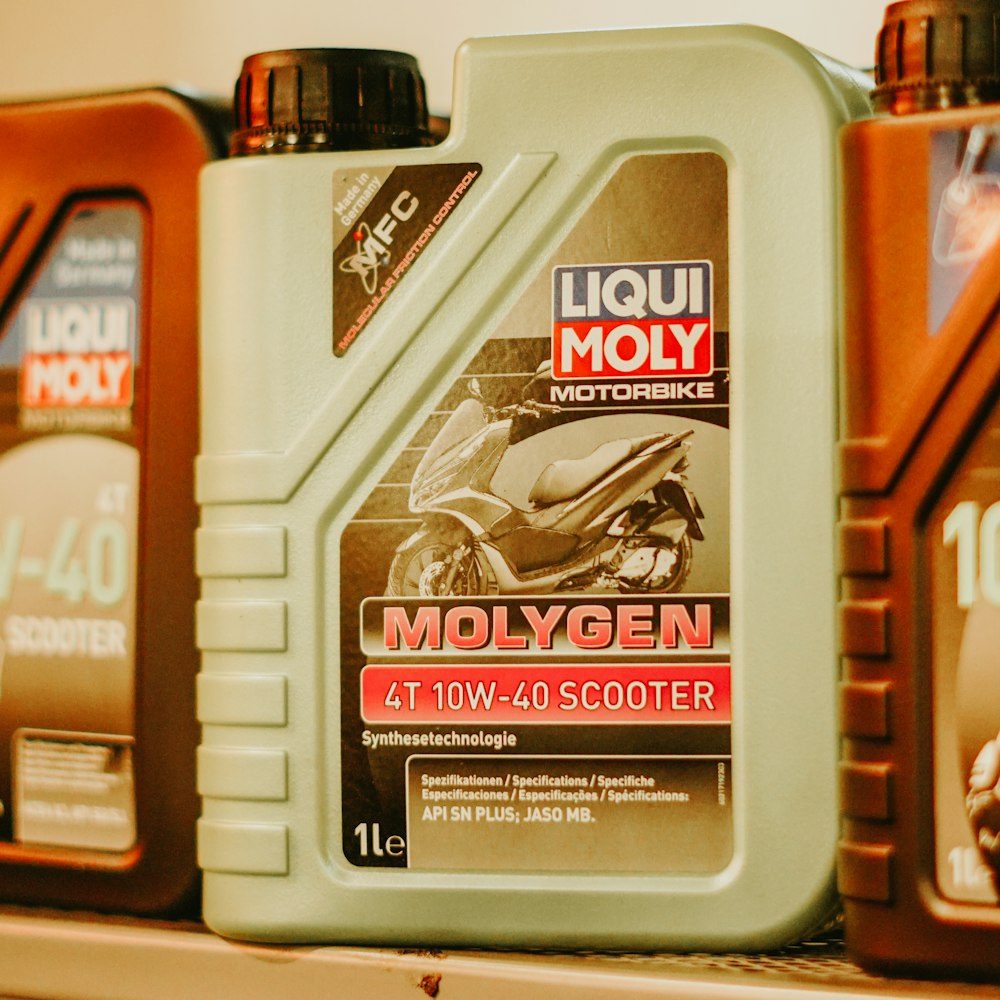 Made in
Germany
LIQUI
MOLY
MOTORBIKE
4T
-40
SCOOTER
Made in
Germany
MFC
MOLECULAR FRICTION CONTROL
LIQUI
MOLY
MOTORBIKE
MOLYGEN
4T 10W-40 SCOOTER
Synthesetechnologie
Spezifikationen / Specifications / Specifiche
Especificaciones / Especificações / Spécifications:
API SN PLUS; JASO MB.
1l e
10
1l